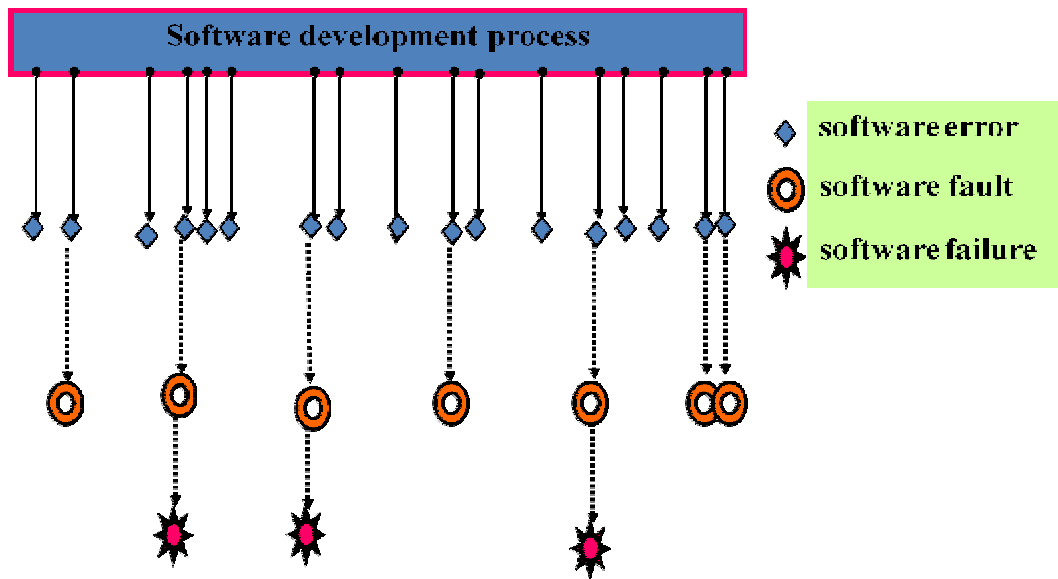 Software development process
software error
software fault
software failure